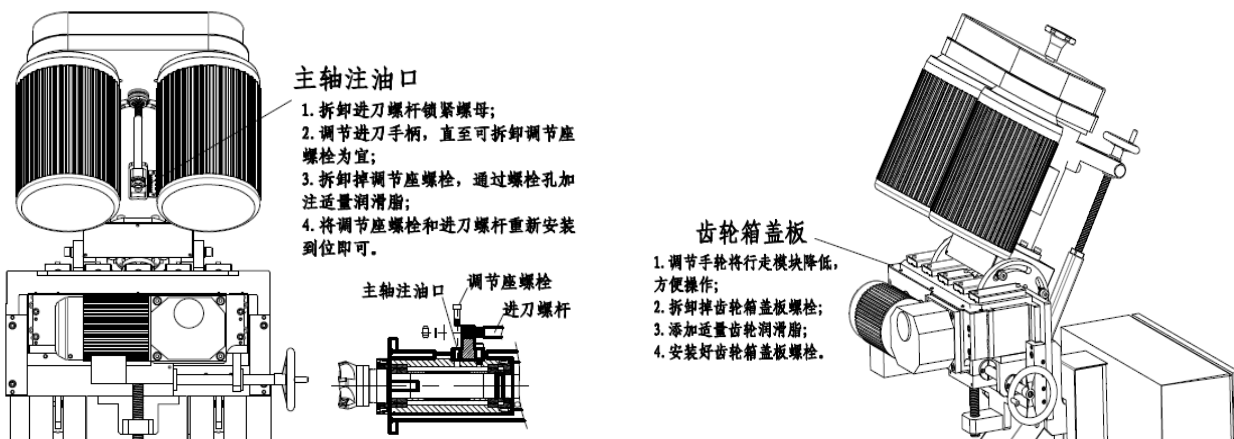 主轴注油口
1. 拆卸进刀螺杆锁紧螺母;
2. 调节进刀手柄，直至可拆卸调节座
螺栓为宜;
3. 拆卸掉调节座螺栓，通过螺栓孔加
注适量润滑脂;
4. 将调节座螺栓和进刀螺杆重新安装
到位即可。
主轴注油口
调节座螺栓
进刀螺杆
齿轮箱盖板
1. 调节手轮将行走模块降低，
方便操作;
2. 拆卸掉齿轮箱盖板螺栓;
3. 添加适量齿轮润滑脂;
4. 安装好齿轮箱盖板螺栓。